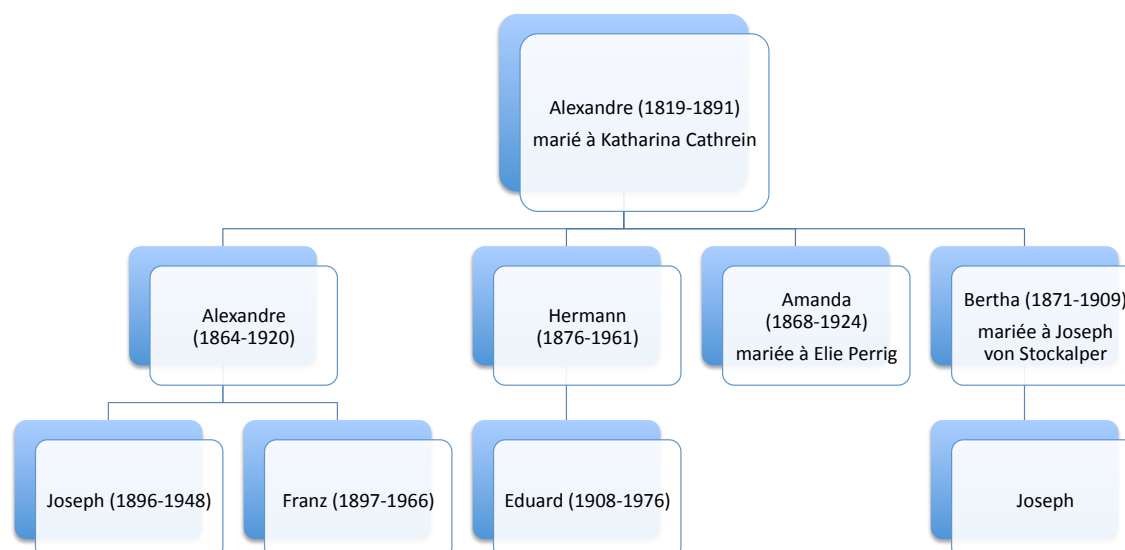 Alexandre (1819-1891)
marié à Katharina Cathrein
Alexandre
(1864-1920)
Hermann
(1876-1961)
Amanda
(1868-1924)
mariée à Elie Perrig
Bertha (1871-1909)
mariée à Joseph
von Stockalper
Joseph (1896-1948)
Franz (1897-1966)
Eduard (1908-1976)
Joseph